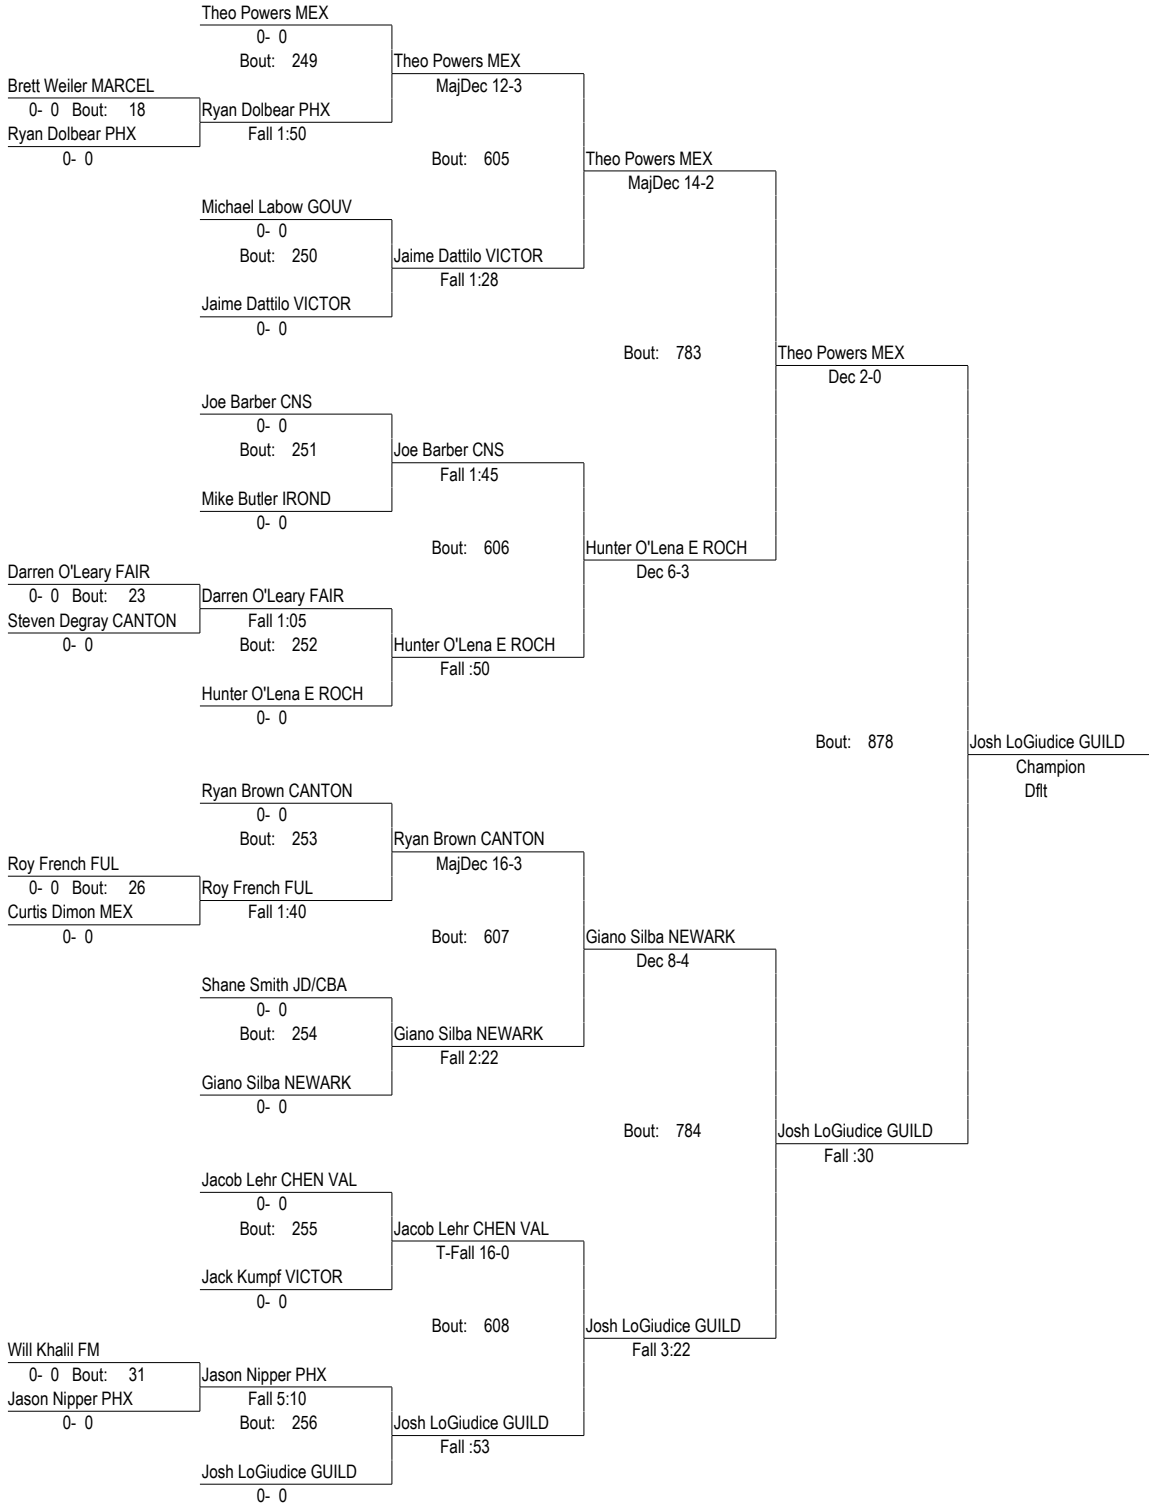 Theo Powers MEX
0- 0
Bout: 249
Theo Powers MEX
MajDec 12-3
Brett Weiler MARCEL
0- 0 Bout: 18
Ryan Dolbear PHX
Ryan Dolbear PHX
Fall 1:50
0- 0
Bout: 605
Theo Powers MEX
MajDec 14-2
Michael Labow GOUV
0- 0
Bout: 250
Jaime Dattilo VICTOR
Fall 1:28
Jaime Dattilo VICTOR
0- 0
Bout: 783
Theo Powers MEX
Dec 2-0
Joe Barber CNS
0- 0
Bout: 251
Joe Barber CNS
Fall 1:45
Mike Butler IROND
0- 0
Bout: 606
Hunter O'Lena E ROCH
Dec 6-3
Darren O'Leary FAIR
0- 0 Bout: 23
Darren O'Leary FAIR
Steven Degray CANTON
Fall 1:05
0- 0
Bout: 252
Hunter O'Lena E ROCH
Fall :50
Hunter O'Lena E ROCH
0- 0
Bout: 878
Josh LoGiudice GUILD
Champion
Dflt
Ryan Brown CANTON
0- 0
Bout: 253
Ryan Brown CANTON
MajDec 16-3
Roy French FUL
0- 0 Bout: 26
Roy French FUL
Curtis Dimon MEX
Fall 1:40
0- 0
Bout: 607
Giano Silba NEWARK
Dec 8-4
Shane Smith JD/CBA
0- 0
Bout: 254
Giano Silba NEWARK
Fall 2:22
Giano Silba NEWARK
0- 0
Bout: 784
Josh LoGiudice GUILD
Fall :30
Jacob Lehr CHEN VAL
0- 0
Bout: 255
Jacob Lehr CHEN VAL
T-Fall 16-0
Jack Kumpf VICTOR
0- 0
Bout: 608
Josh LoGiudice GUILD
Fall 3:22
Will Khalil FM
0- 0 Bout: 31
Jason Nipper PHX
Jason Nipper PHX
Fall 5:10
0- 0
Bout: 256
Josh LoGiudice GUILD
Fall :53
Josh LoGiudice GUILD
0- 0